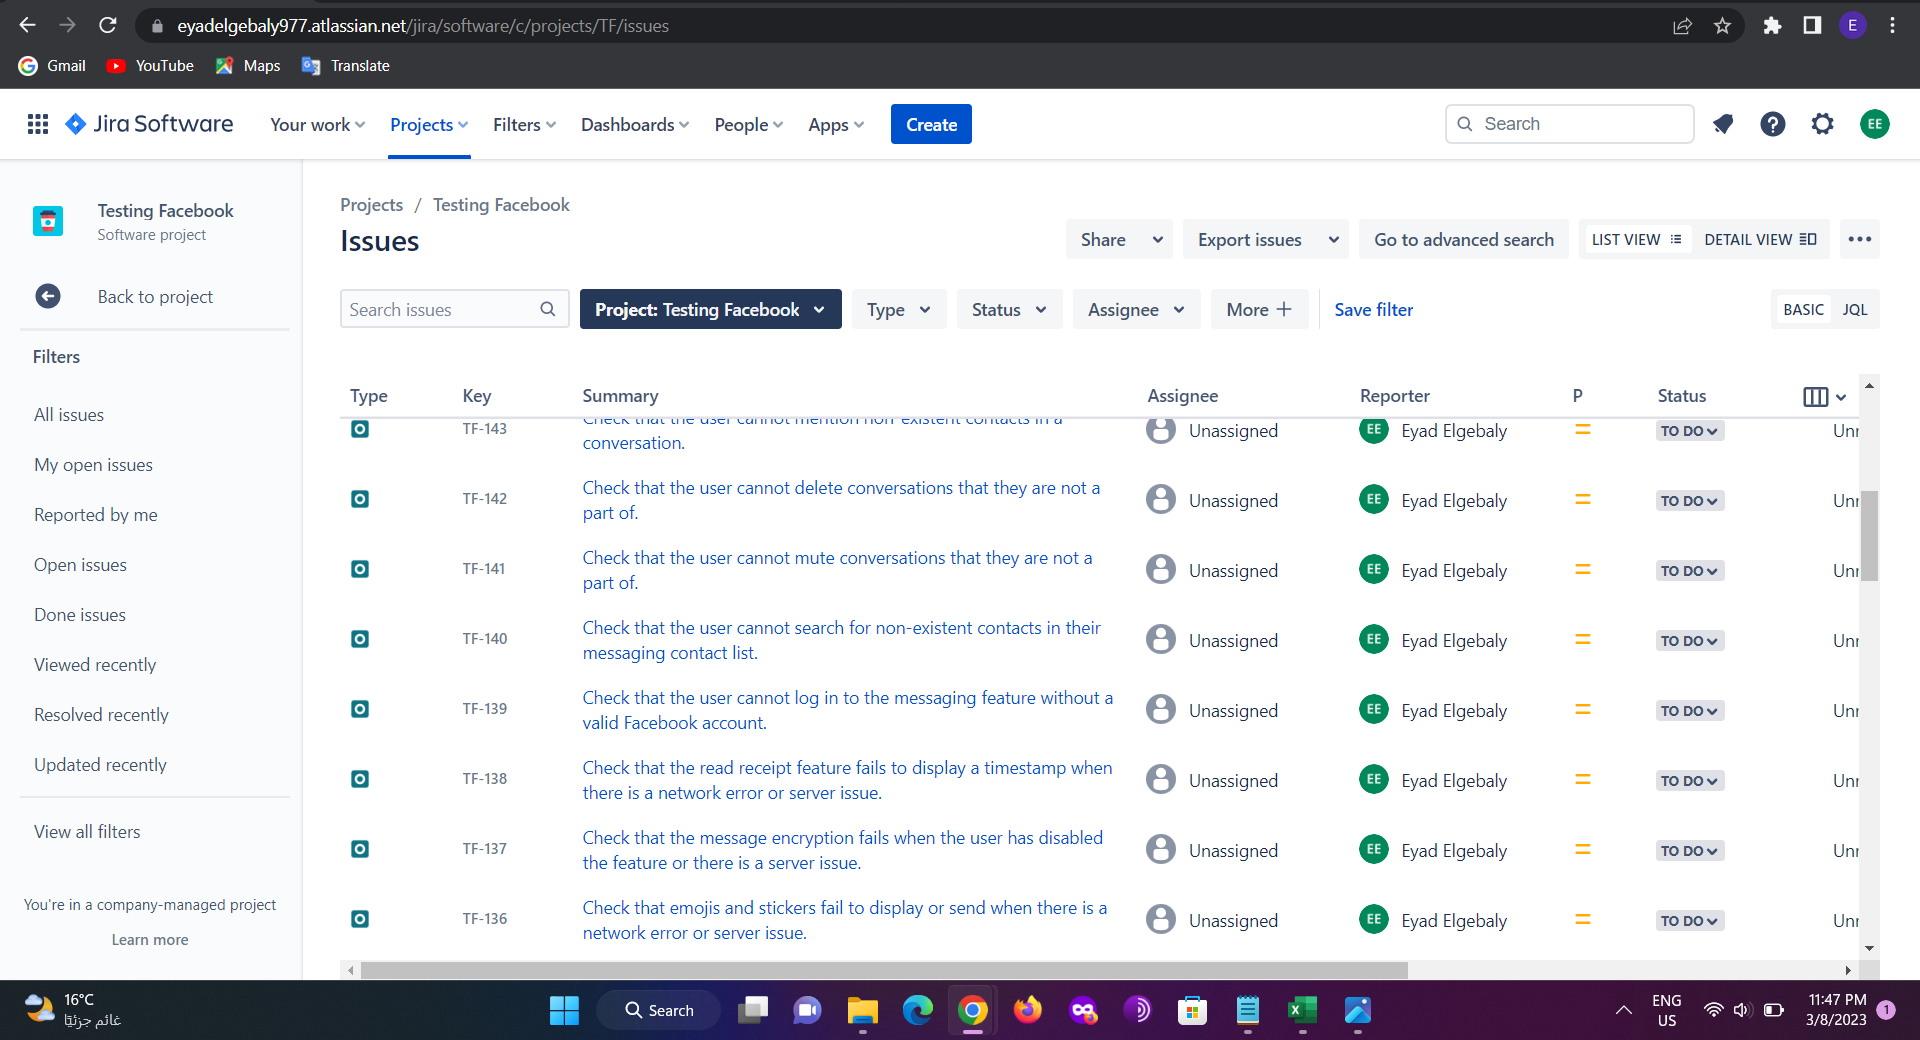 eyadelgebaly977.atlassian.net/jira/software/c/projects/TF/issues
E
Gmail YouTube Maps Translate
Jira Software Your work Projects Filters Dashboards People Apps Create Search EE
Testing Facebook
Software project
Back to project
Filters
All issues
My open issues
Reported by me
Open issues
Done issues
Viewed recently
Resolved recently
Updated recently
View all filters
You're in a company-managed project
Learn more
Projects / Testing Facebook
Issues
Share Export issues Go to advanced search LIST VIEW DETAIL VIEW
Search issues Project: Testing Facebook Type Status Assignee More Save filter BASIC JQL
Type Key Summary Assignee Reporter P Status
TF-143 Check that the user cannot mention non-existent contacts in a
conversation. Unassigned EE Eyad Elgebaly TO DO Unr
TF-142 Check that the user cannot delete conversations that they are not a
part of. Unassigned EE Eyad Elgebaly TO DO Unr
TF-141 Check that the user cannot mute conversations that they are not a
part of. Unassigned EE Eyad Elgebaly TO DO Unr
TF-140 Check that the user cannot search for non-existent contacts in their
messaging contact list. Unassigned EE Eyad Elgebaly TO DO Unr
TF-139 Check that the user cannot log in to the messaging feature without a
valid Facebook account. Unassigned EE Eyad Elgebaly TO DO Unr
TF-138 Check that the read receipt feature fails to display a timestamp when
there is a network error or server issue. Unassigned EE Eyad Elgebaly TO DO Unr
TF-137 Check that the message encryption fails when the user has disabled
the feature or there is a server issue. Unassigned EE Eyad Elgebaly TO DO Unr
TF-136 Check that emojis and stickers fail to display or send when there is a
network error or server issue. Unassigned EE Eyad Elgebaly TO DO Unr
16°C
غائم جزئيًا
Search
ENG
US
11:47 PM
3/8/2023
1